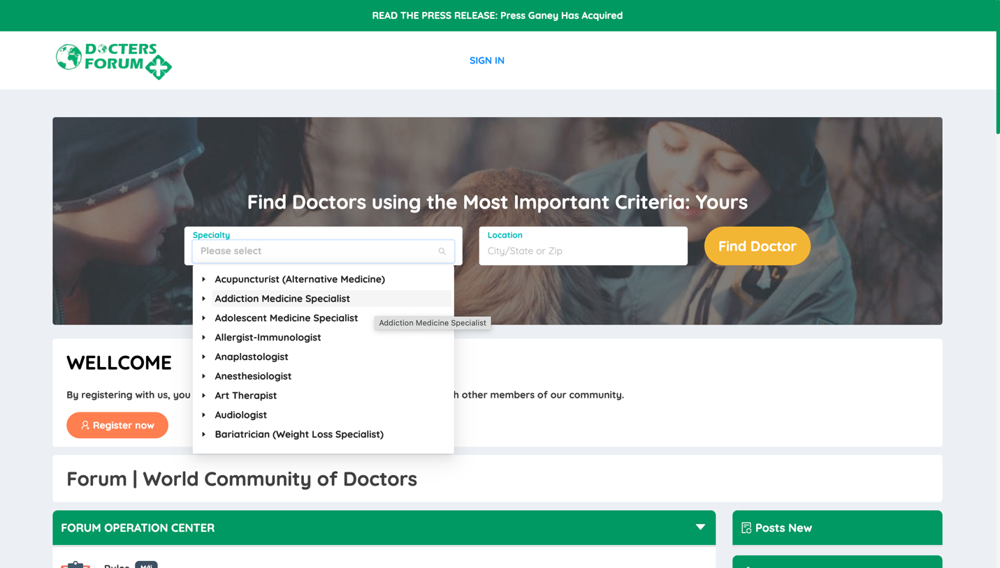 READ THE PRESS RELEASE: Press Ganey Has Acquired
DOCTERS
FORUM
SIGN IN
Find Doctors using the Most Important Criteria: Yours
Specialty
Please select
Location
City/State or Zip
Find Doctor
Acupuncturist (Alternative Medicine)
Addiction Medicine Specialist
Adolescent Medicine Specialist
Addiction Medicine Specialist
Allergist-Immunologist
Anaplastologist
Anesthesiologist
Art Therapist
Audiologist
Bariatrician (Weight Loss Specialist)
WELLCOME
By registering with us, you
other members of our community.
Register now
Forum | World Community of Doctors
FORUM OPERATION CENTER
Posts New
Rules Mới